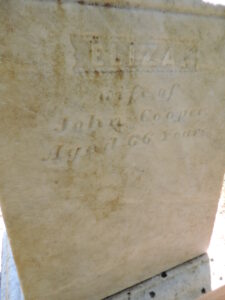 ELIZA
Wife of
John Cooper
Aged 66 Years